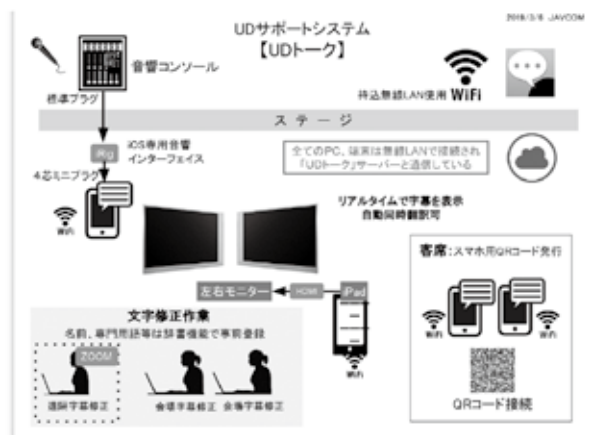 2019/3/6 JAVCOM
UDサポートシステム
【UDトーク】
音響コンソール
標準プラグ
持込無線LAN使用 WiFi
ステージ
iRig
iOS専用音響
インターフェイス
全てのPC、端末は無線LANで接続され
『UDトーク』サーバーと通信している
4芯ミニプラグ
WiFi
リアルタイムで字幕を表示
自動同時翻訳可
客席:スマホ用QRコード発行
左右モニター
HDMI
iPad
WiFi
WiFi
WiFi
文字修正作業
名前、専門用語等は辞書機能で事前登録
ZOOM
遠隔字幕修正
会場字幕修正
会場字幕修正
QRコード接続